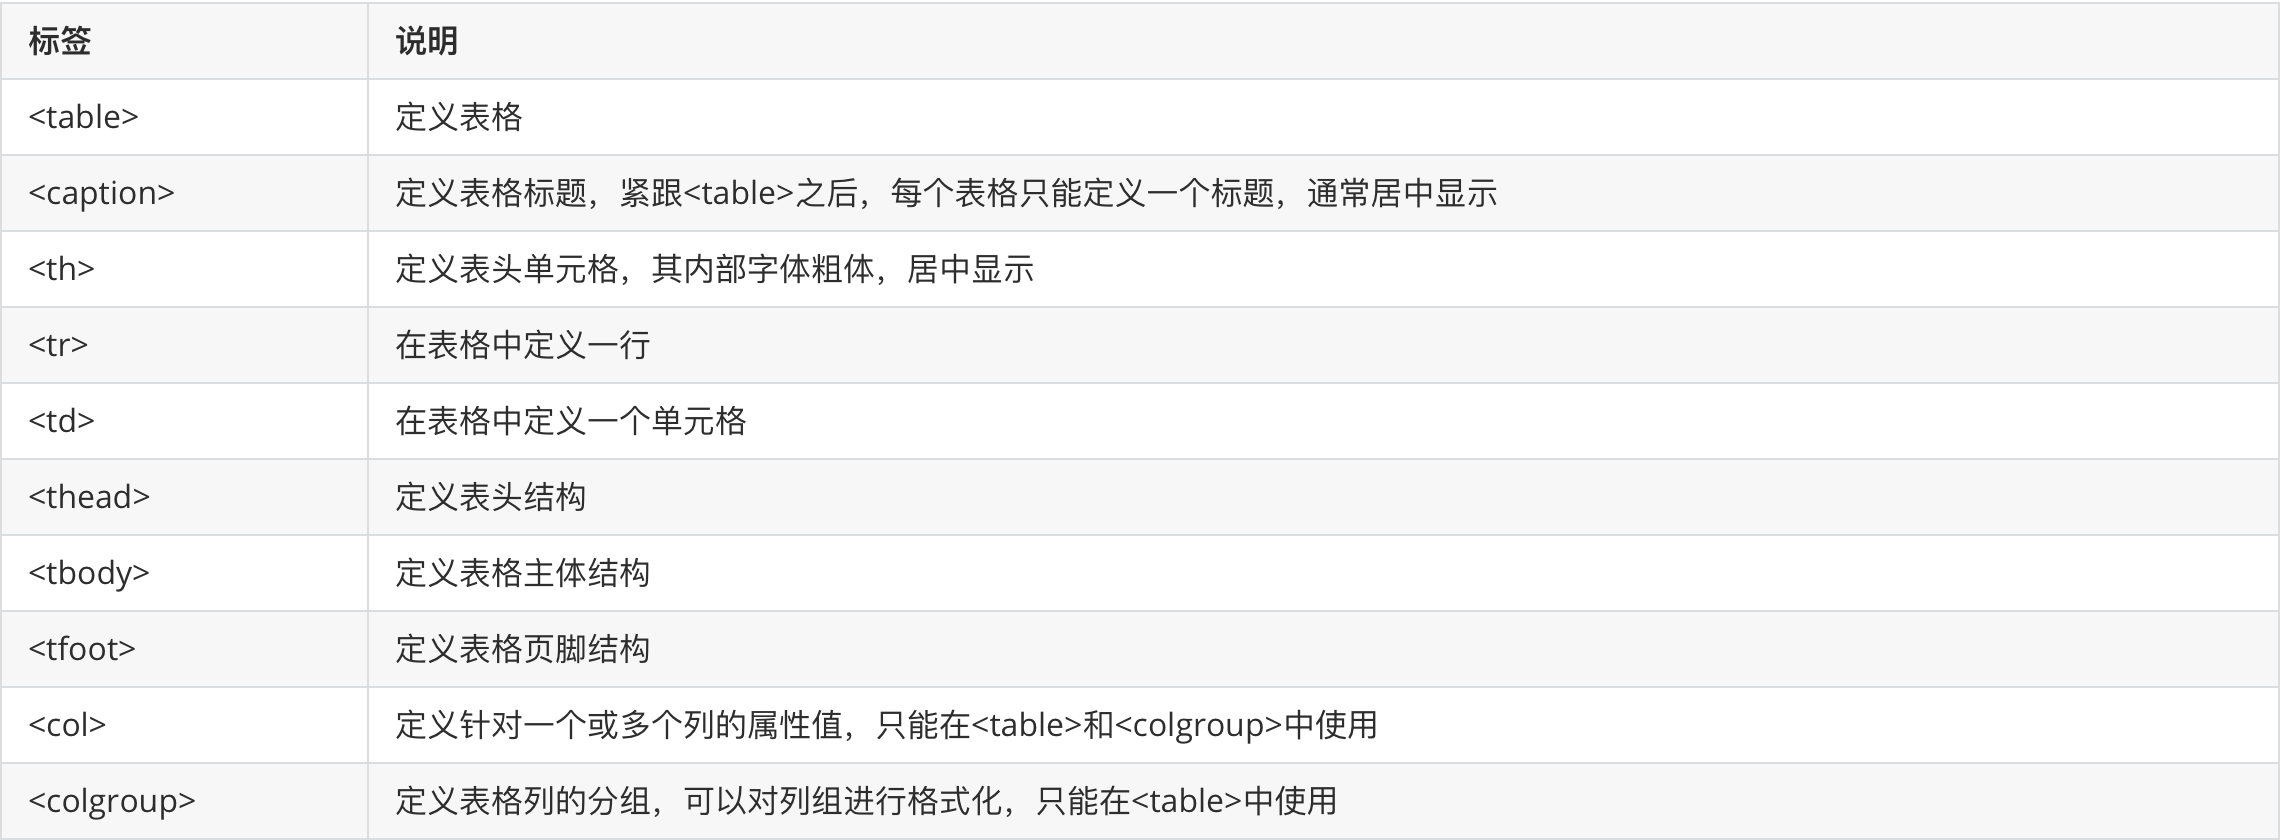 标签 说明
<table> 定义表格
<caption> 定义表格标题，紧跟<table>之后，每个表格只能定义一个标题，通常居中显示
<th> 定义表头单元格，其内部字体粗体，居中显示
<tr> 在表格中定义一行
<td> 在表格中定义一个单元格
<thead> 定义表头结构
<tbody> 定义表格主体结构
<tfoot> 定义表格页脚结构
<col> 定义针对一个或多个列的属性值，只能在<table>和<colgroup>中使用
<colgroup> 定义表格列的分组，可以对列组进行格式化，只能在<table>中使用